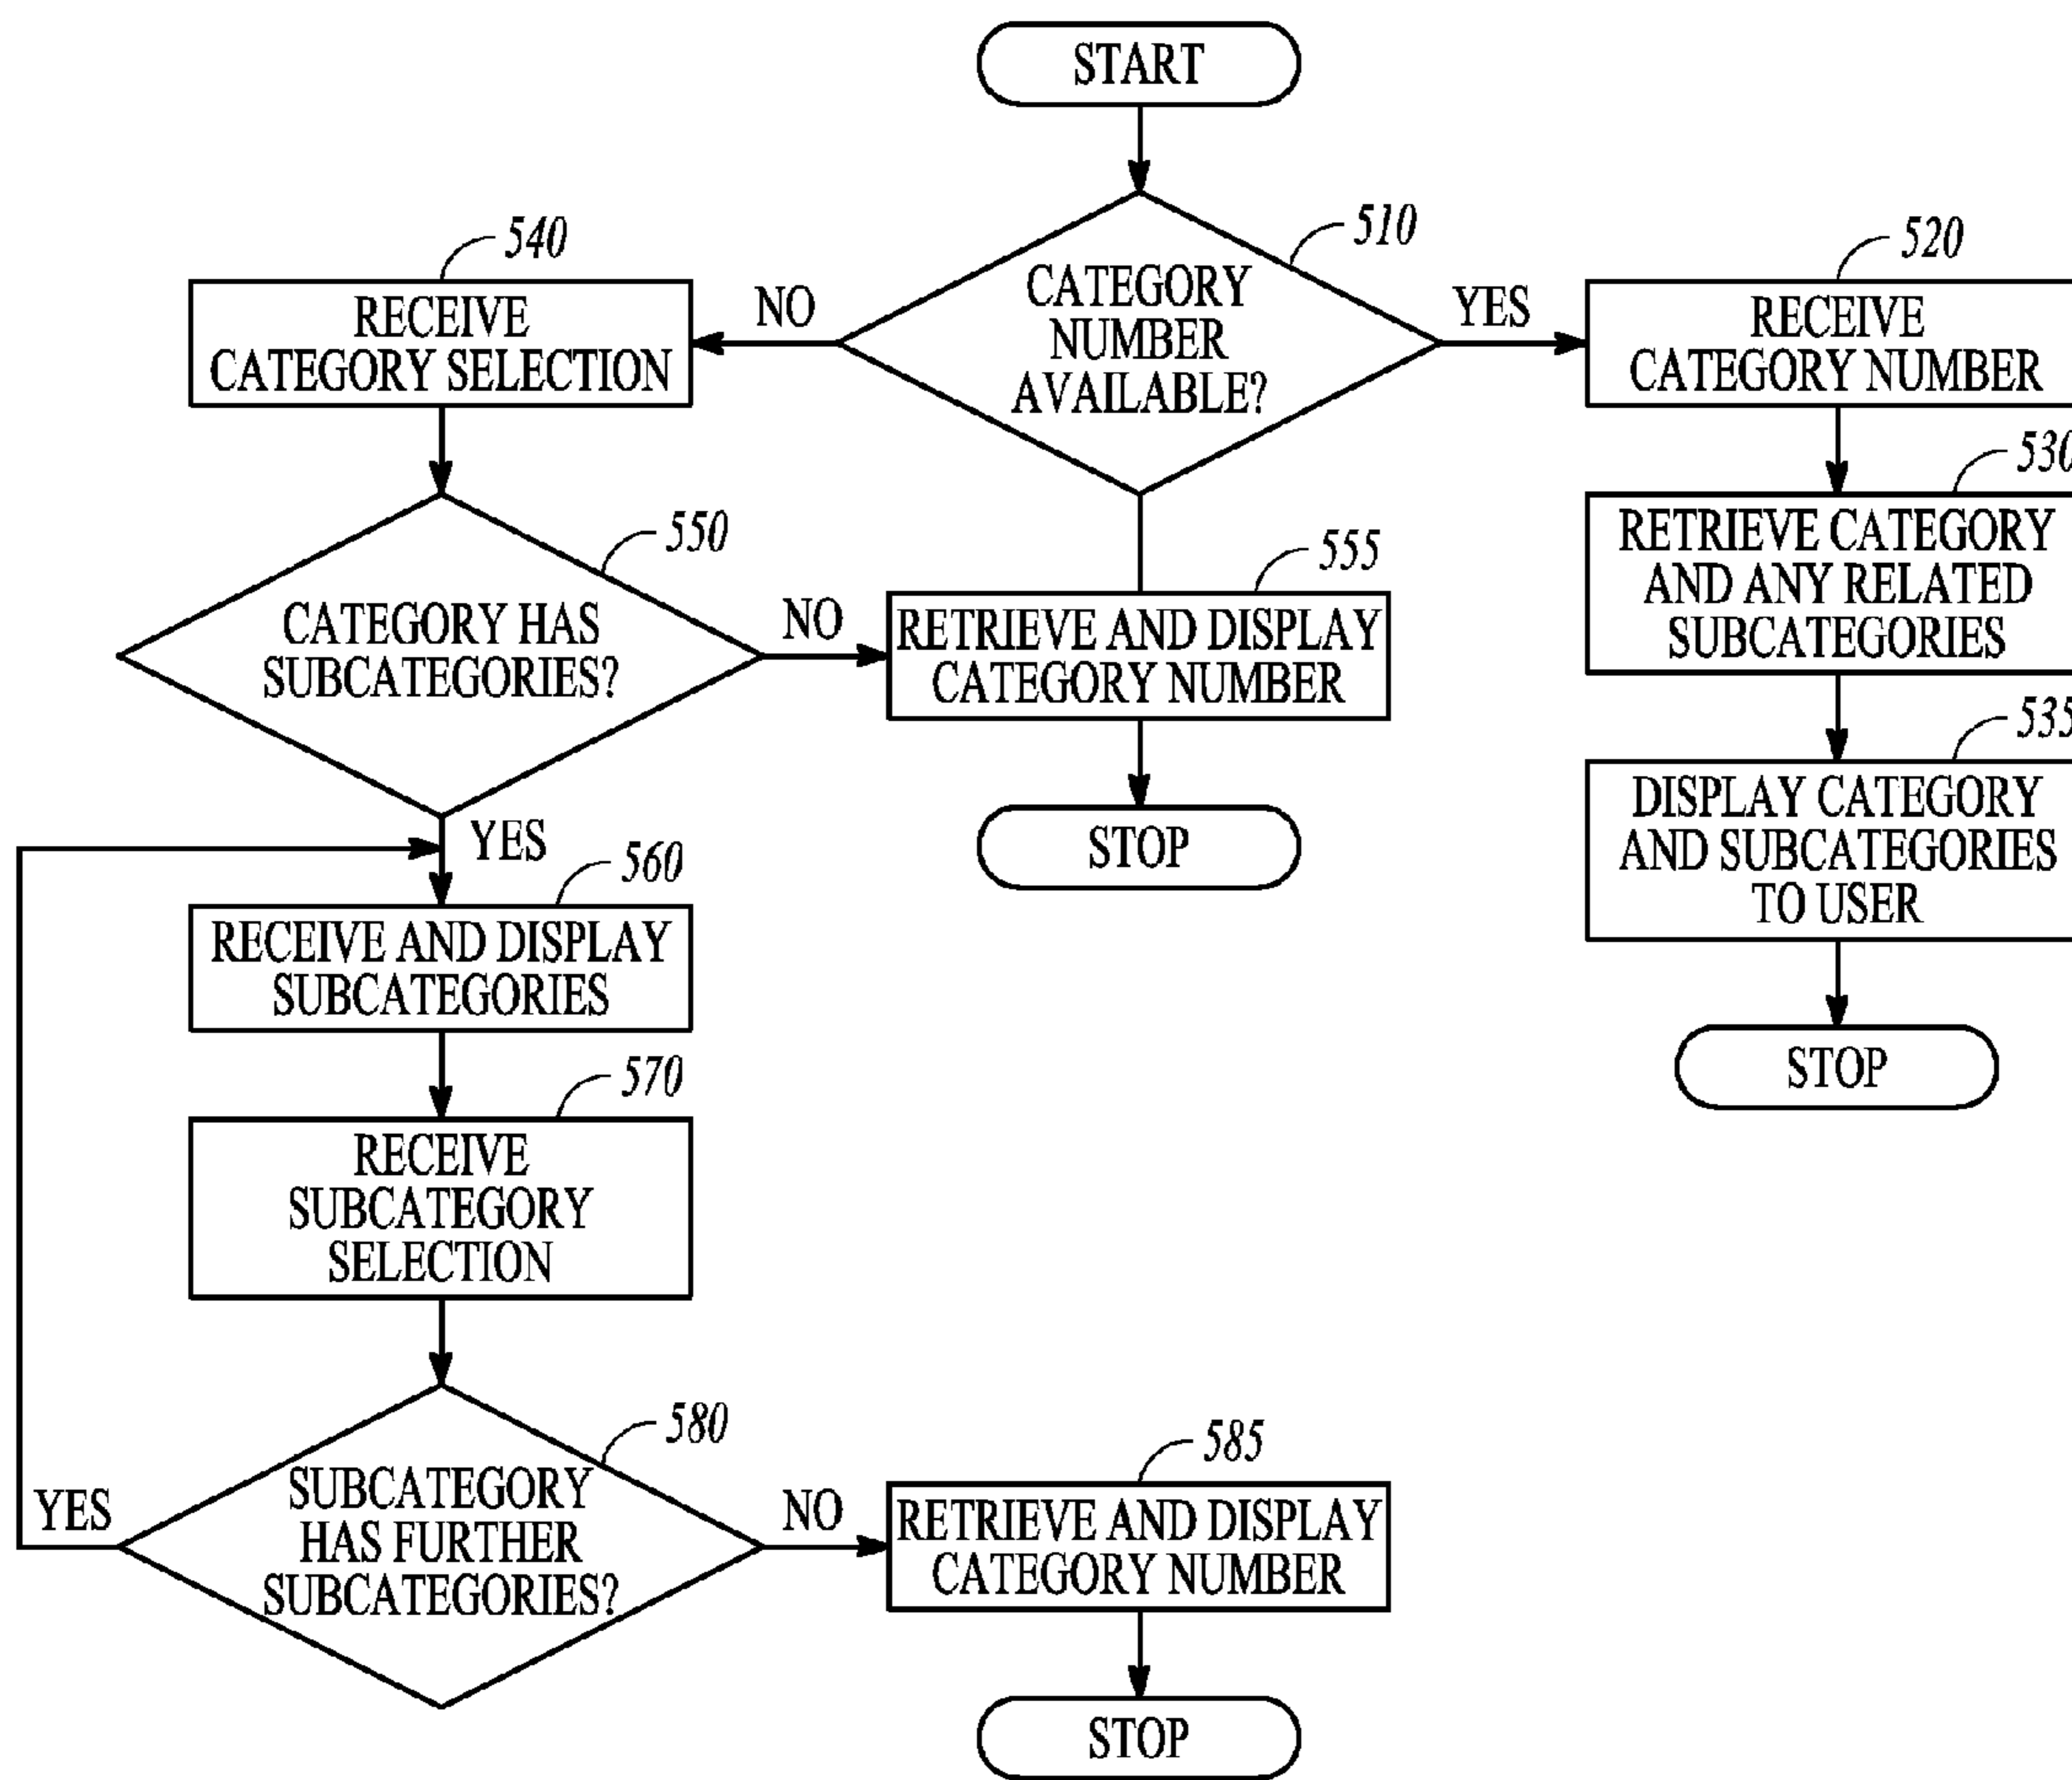 START
510
CATEGORY
NUMBER
AVAILABLE?
NO
YES
540
RECEIVE
CATEGORY SELECTION
520
RECEIVE
CATEGORY NUMBER
530
RETRIEVE CATEGORY
AND ANY RELATED
SUBCATEGORIES
535
DISPLAY CATEGORY
AND SUBCATEGORIES
TO USER
STOP
550
CATEGORY HAS
SUBCATEGORIES?
NO
555
RETRIEVE AND DISPLAY
CATEGORY NUMBER
STOP
YES
560
RECEIVE AND DISPLAY
SUBCATEGORIES
570
RECEIVE
SUBCATEGORY
SELECTION
580
SUBCATEGORY
HAS FURTHER
SUBCATEGORIES?
YES
NO
585
RETRIEVE AND DISPLAY
CATEGORY NUMBER
STOP